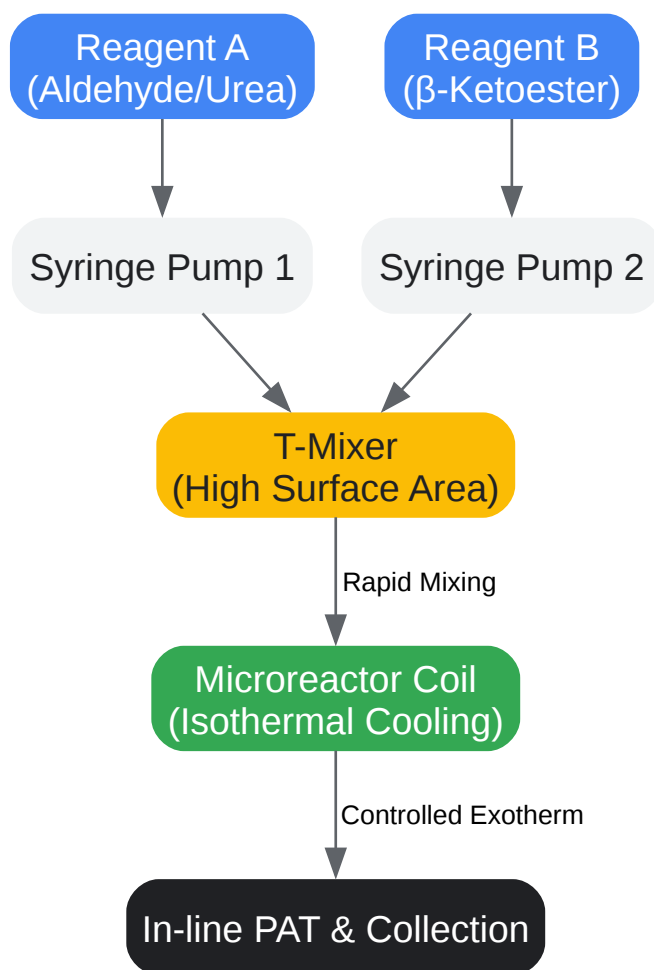 Reagent A
(Aldehyde/Urea)
Reagent B
(β-Ketoester)
Syringe Pump 1
Syringe Pump 2
T-Mixer
(High Surface Area)
Rapid Mixing
Microreactor Coil
(Isothermal Cooling)
Controlled Exotherm
In-line PAT & Collection